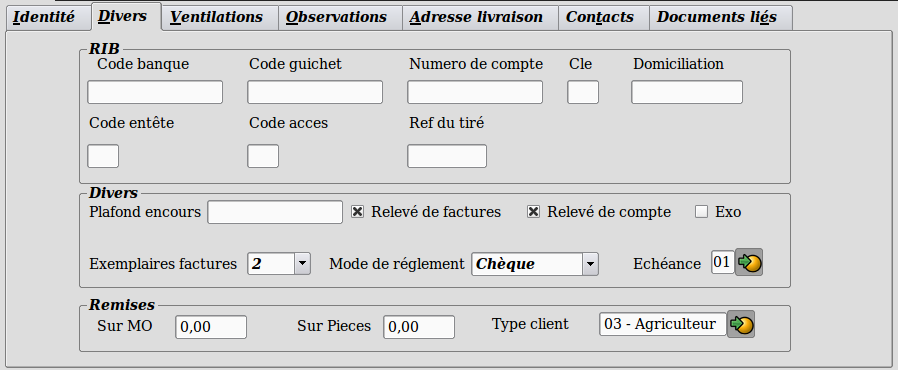 Identité Divers Ventilations Observations Adresse livraison Contacts Documents liés
RIB
Code banque Code guichet Numero de compte Cle Domiciliation
Code entête Code acces Ref du tiré
Divers
Plafond encours Relevé de factures Relevé de compte Exo
Exemplaires factures 2 Mode de réglement Chèque Echéance 01
Remises
Sur MO 0,00 Sur Pieces 0,00 Type client 03 - Agriculteur